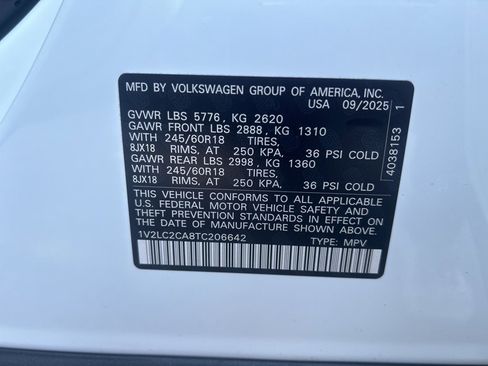 MFD BY VOLKSWAGEN GROUP OF AMERICA, INC.
USA 09/2025
GVWR LBS 5776, KG 2620
GAWR FRONT LBS 2888, KG 1310
WITH 245/60R18 TIRES,
8JX18 RIMS, AT 250 KPA, 36 PSI COLD
GAWR REAR LBS 2998, KG 1360
WITH 245/60R18 TIRES,
8JX18 RIMS, AT 250 KPA, 36 PSI COLD
THIS VEHICLE CONFORMS TO ALL APPLICABLE
U.S. FEDERAL MOTOR VEHICLE SAFETY AND
THEFT PREVENTION STANDARDS IN EFFECT ON
THE DATE OF MANUFACTURE SHOWN ABOVE.
1V2LC2CA8TC206642 TYPE: MPV
4038153 1